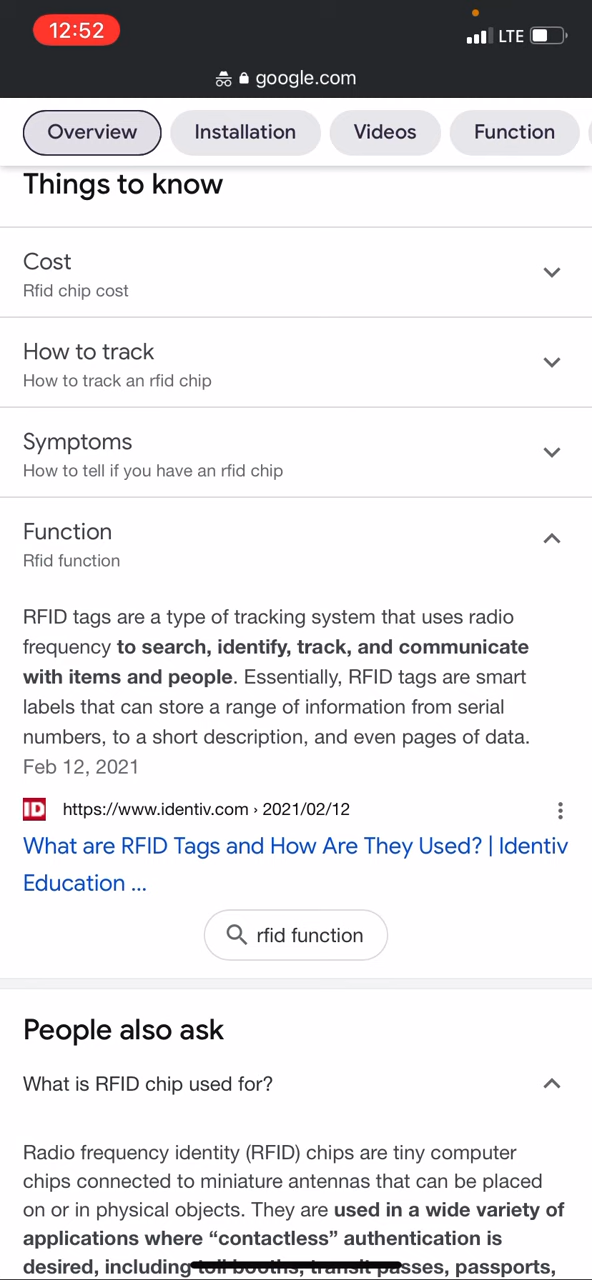 12:52
LTE
google.com
Overview Installation Videos Function
Things to know
Cost
Rfid chip cost
How to track
How to track an rfid chip
Symptoms
How to tell if you have an rfid chip
Function
Rfid function
RFID tags are a type of tracking system that uses radio
frequency to search, identify, track, and communicate
with items and people. Essentially, RFID tags are smart
labels that can store a range of information from serial
numbers, to a short description, and even pages of data.
Feb 12, 2021
ID https://www.identiv.com › 2021/02/12
What are RFID Tags and How Are They Used? | Identiv
Education ...
rfid function
People also ask
What is RFID chip used for?
Radio frequency identity (RFID) chips are tiny computer
chips connected to miniature antennas that can be placed
on or in physical objects. They are used in a wide variety of
applications where “contactless” authentication is
desired, including toll booths, transit passes, passports,